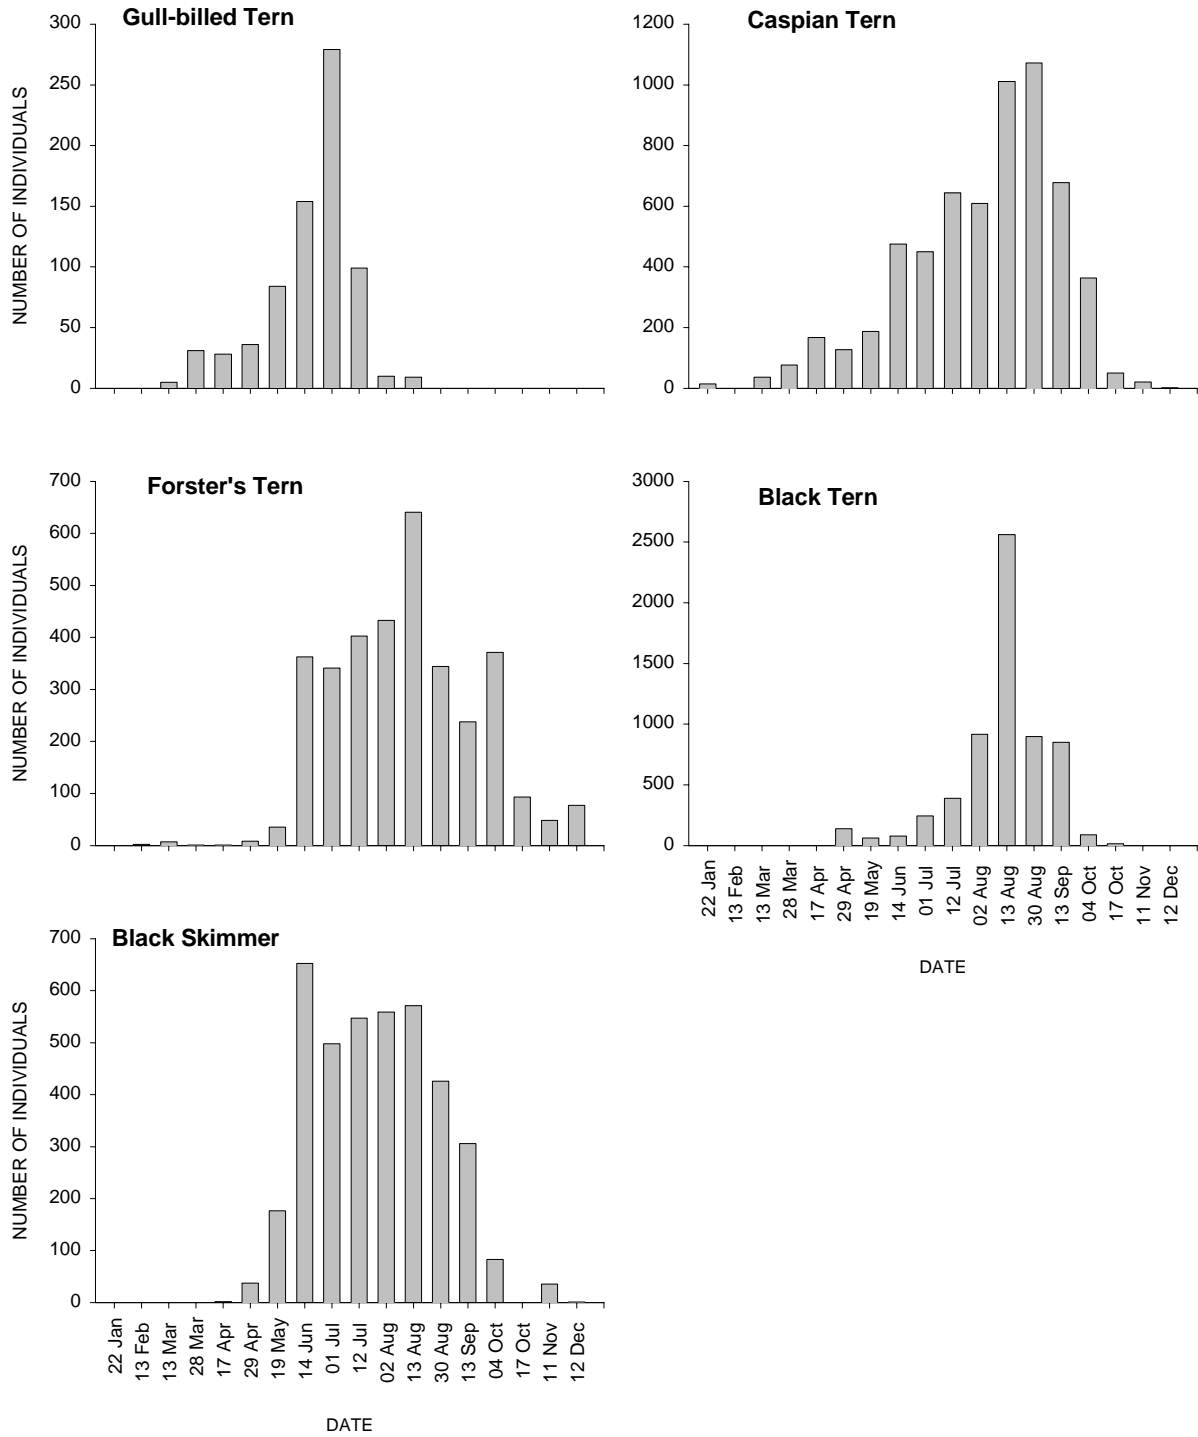 Gull-billed Tern
NUMBER OF INDIVIDUALS
300
250
200
150
100
50
0
Caspian Tern
1200
1000
800
600
400
200
0
Forster's Tern
NUMBER OF INDIVIDUALS
700
600
500
400
300
200
100
0
Black Tern
3000
2500
2000
1500
1000
500
0
22 Jan
13 Feb
13 Mar
28 Mar
17 Apr
29 Apr
19 May
14 Jun
01 Jul
12 Jul
02 Aug
13 Aug
30 Aug
13 Sep
04 Oct
17 Oct
11 Nov
12 Dec
DATE
Black Skimmer
NUMBER OF INDIVIDUALS
700
600
500
400
300
200
100
0
22 Jan
13 Feb
13 Mar
28 Mar
17 Apr
29 Apr
19 May
14 Jun
01 Jul
12 Jul
02 Aug
13 Aug
30 Aug
13 Sep
04 Oct
17 Oct
11 Nov
12 Dec
DATE